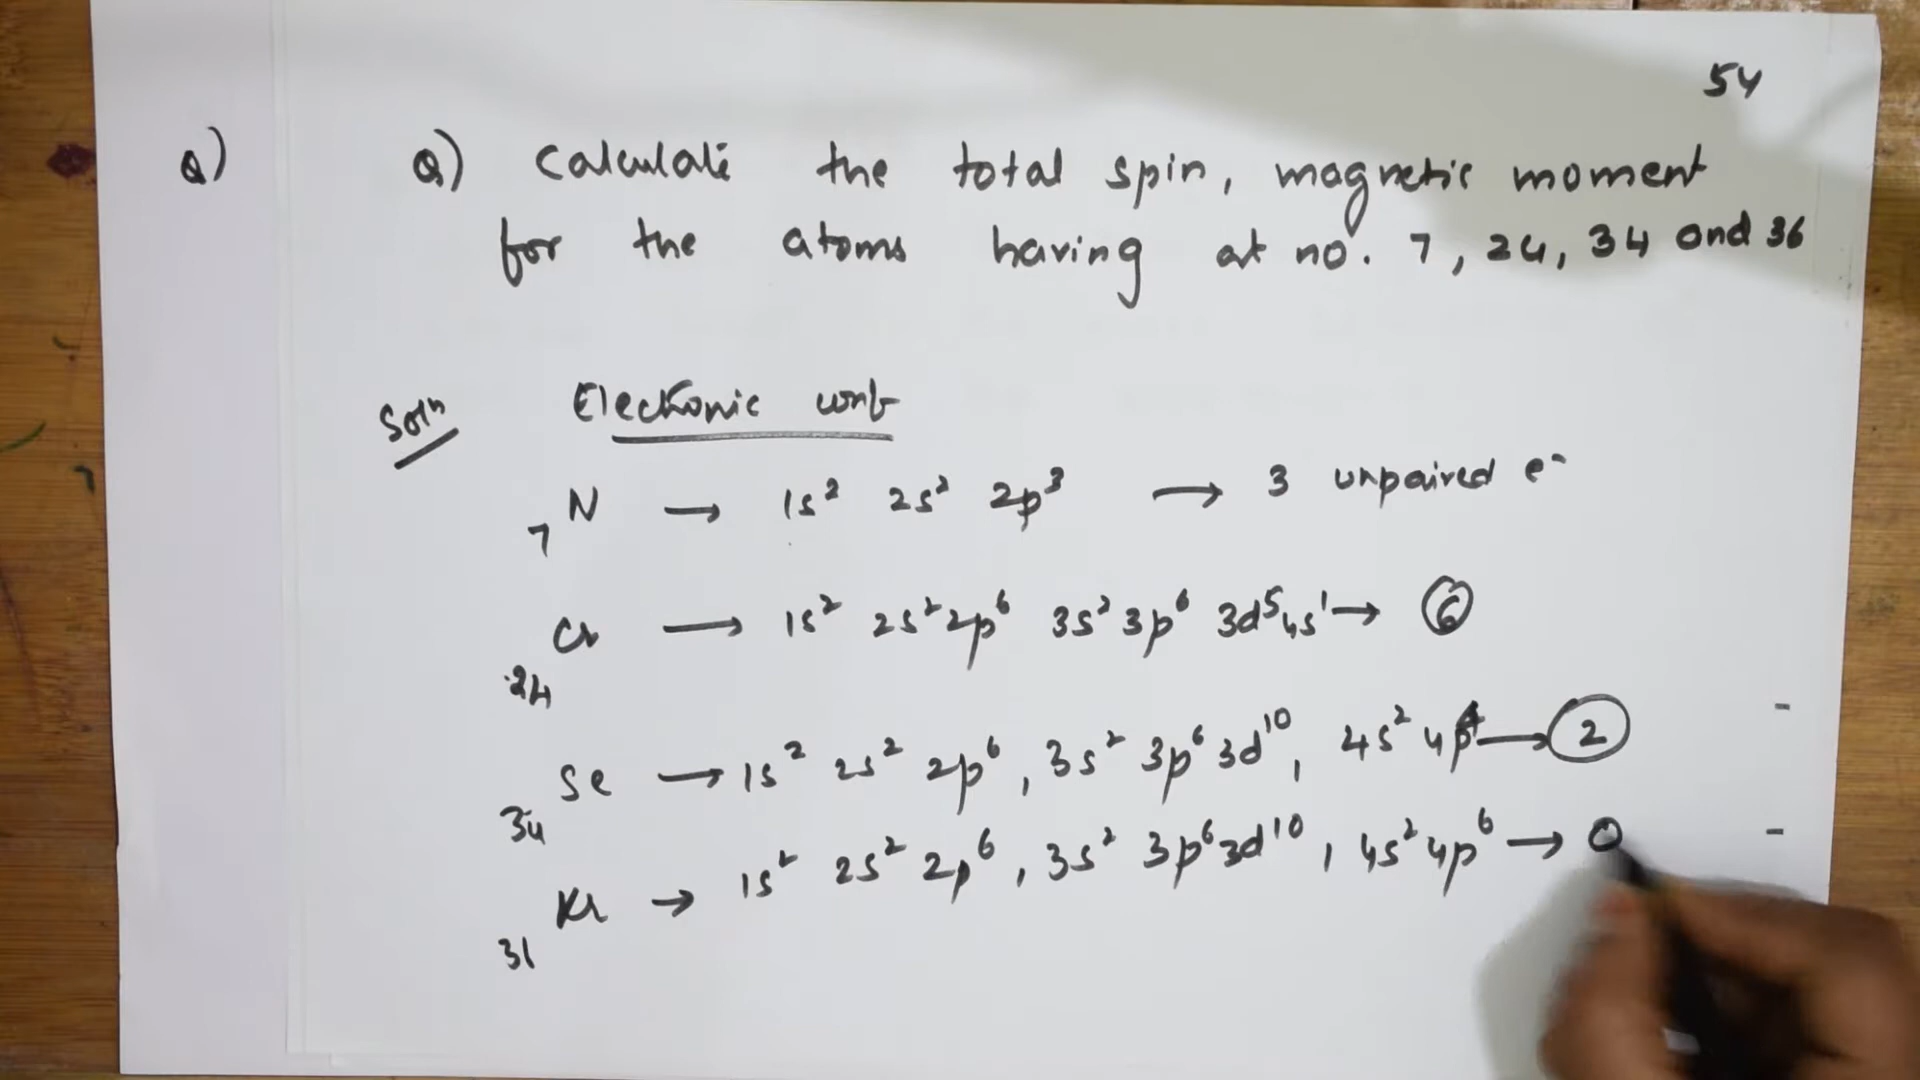 54
Q) Q) Calculate the total spin, magnetic moment
for the atoms having at no. 7, 24, 34 and 36
Soln Electronic conf
7N → 1s² 2s² 2p³ → 3 unpaired e⁻
24Cr → 1s² 2s² 2p⁶ 3s² 3p⁶ 3d⁵ 4s¹ → 6
34Se → 1s² 2s² 2p⁶, 3s² 3p⁶ 3d¹⁰, 4s² 4p⁴ → 2
31Kr → 1s² 2s² 2p⁶, 3s² 3p⁶ 3d¹⁰, 4s² 4p⁶ → 0